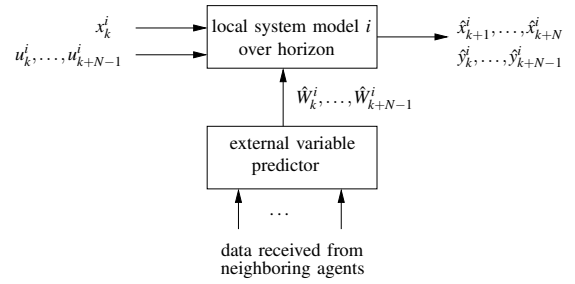 x_k^i
u_k^i,...,u_{k+N−1}^i
local system model i
over horizon
x̂_{k+1}^i,...,x̂_{k+N}^i
ŷ_k^i,...,ŷ_{k+N−1}^i
Ŵ_k^i,...,Ŵ_{k+N−1}^i
external variable
predictor
...
data received from
neighboring agents